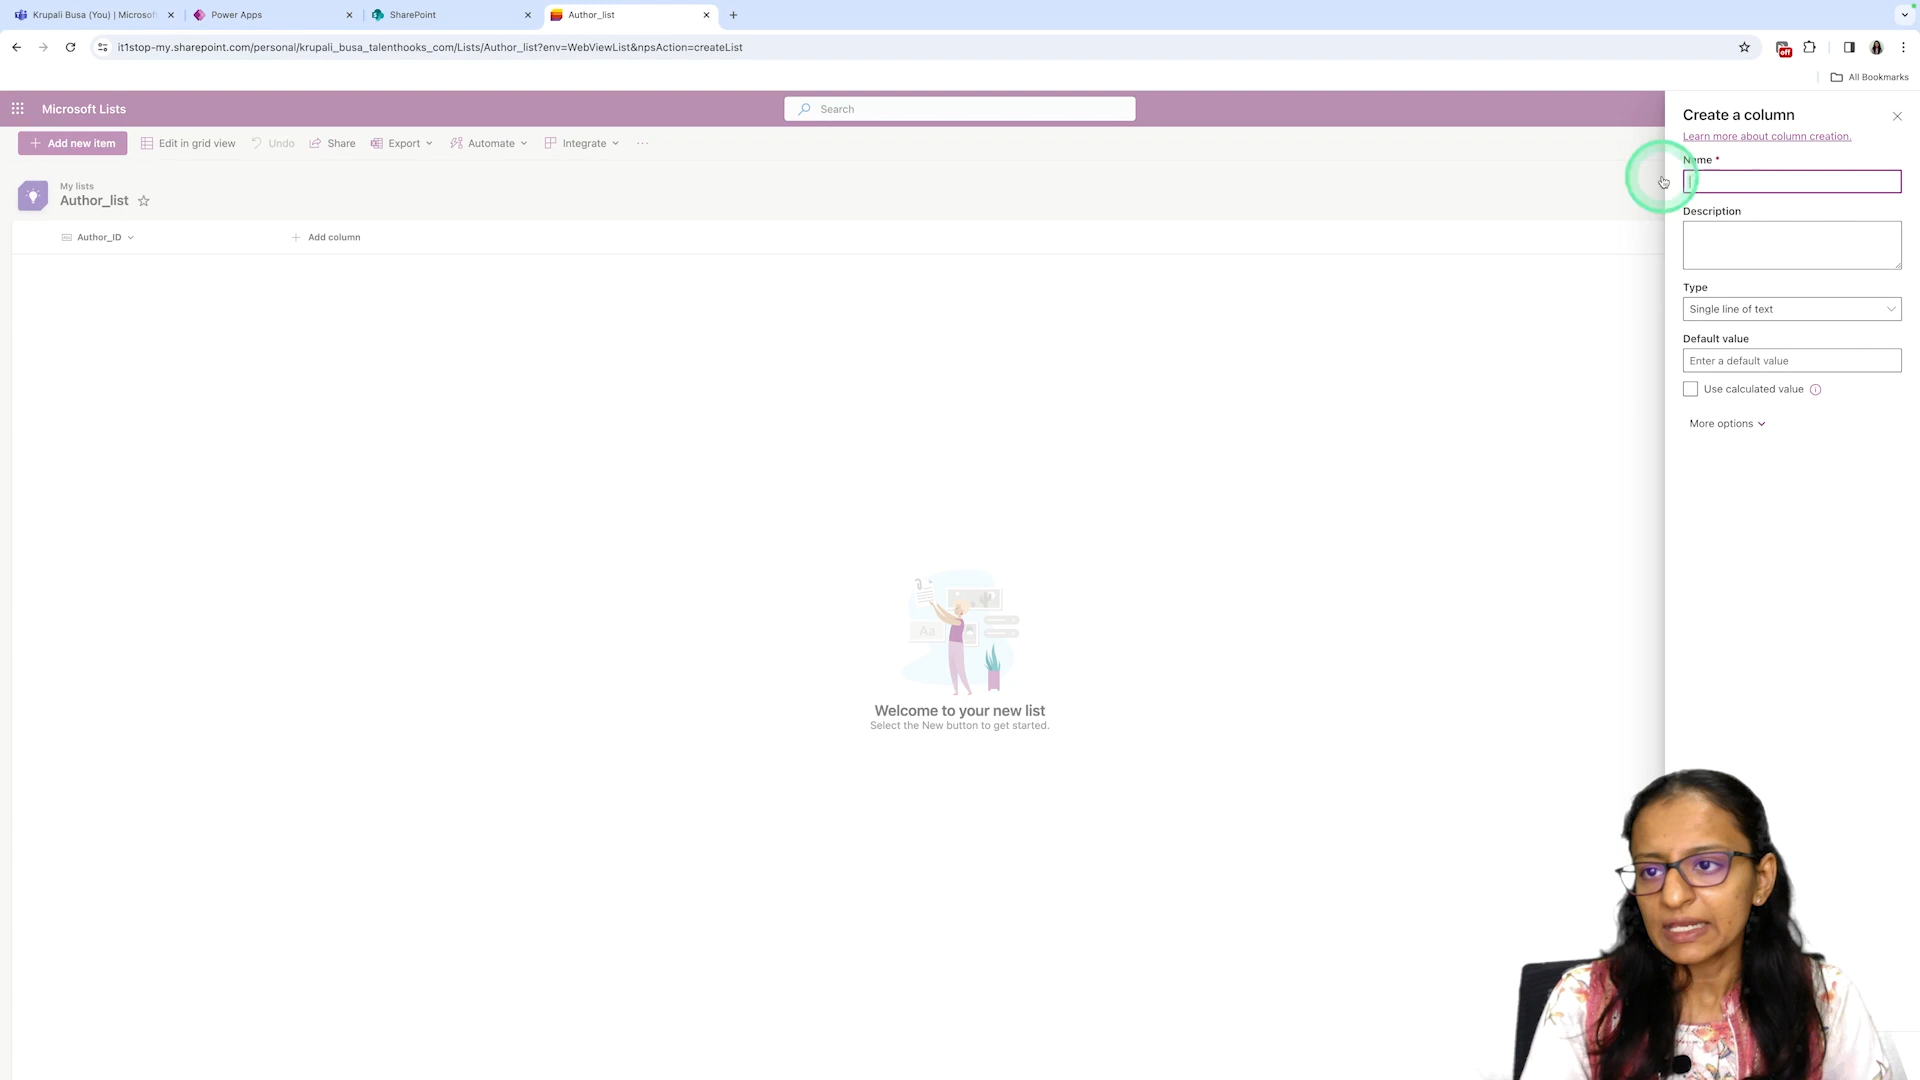 Krupali Busa (You) | Microsof
Power Apps
SharePoint
Author_list
it1stop-my.sharepoint.com/personal/krupali_busa_talenthooks_com/Lists/Author_list?env=WebViewList&npsAction=createList
off
All Bookmarks
Microsoft Lists
Search
Add new item
Edit in grid view
Undo
Share
Export
Automate
Integrate
My lists
Author_list
Author_ID
Add column
Aa
Welcome to your new list
Select the New button to get started.
Create a column
Learn more about column creation.
Name *
Description
Type
Single line of text
Default value
Enter a default value
Use calculated value
More options